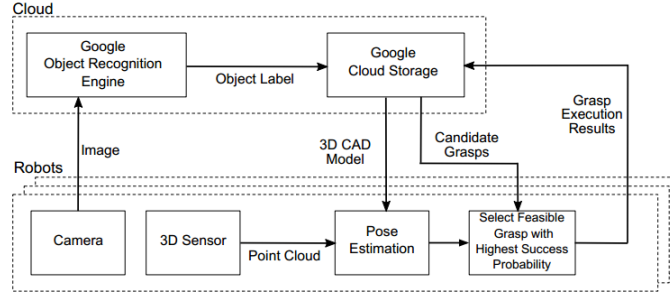 Cloud
Google
Object Recognition
Engine
Object Label
Google
Cloud Storage
Grasp
Execution
Results
Image
3D CAD
Model
Candidate
Grasps
Robots
Camera
3D Sensor
Point Cloud
Pose
Estimation
Select Feasible
Grasp with
Highest Success
Probability